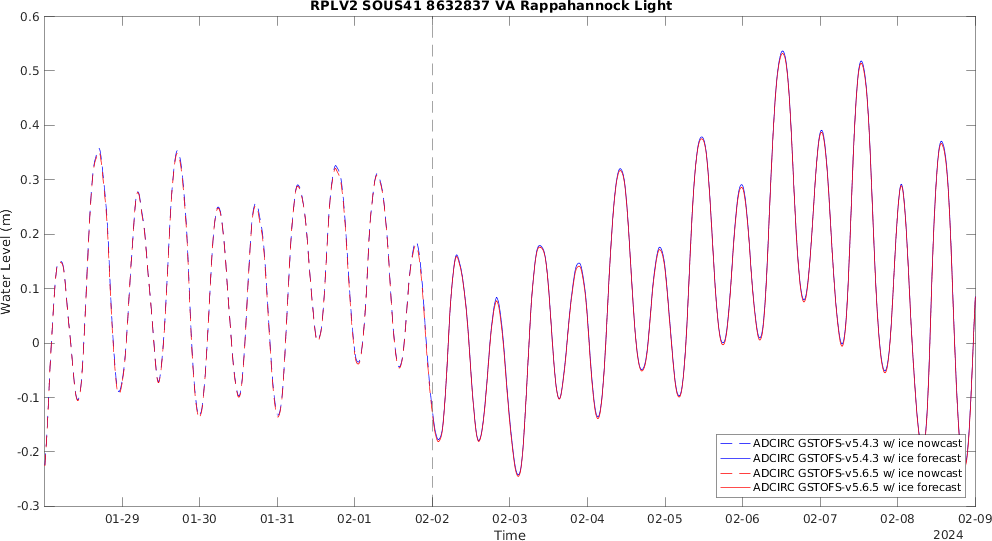 RPLV2 SOUS41 8632837 VA Rappahannock Light
0.6
0.5
0.4
0.3
0.2
0.1
0
-0.1
-0.2
-0.3
Water Level (m)
ADCIRC GSTOFS-v5.4.3 w/ ice nowcast
ADCIRC GSTOFS-v5.4.3 w/ ice forecast
ADCIRC GSTOFS-v5.6.5 w/ ice nowcast
ADCIRC GSTOFS-v5.6.5 w/ ice forecast
01-29 01-30 01-31 02-01 02-02 02-03 02-04 02-05 02-06 02-07 02-08 02-09
Time
2024